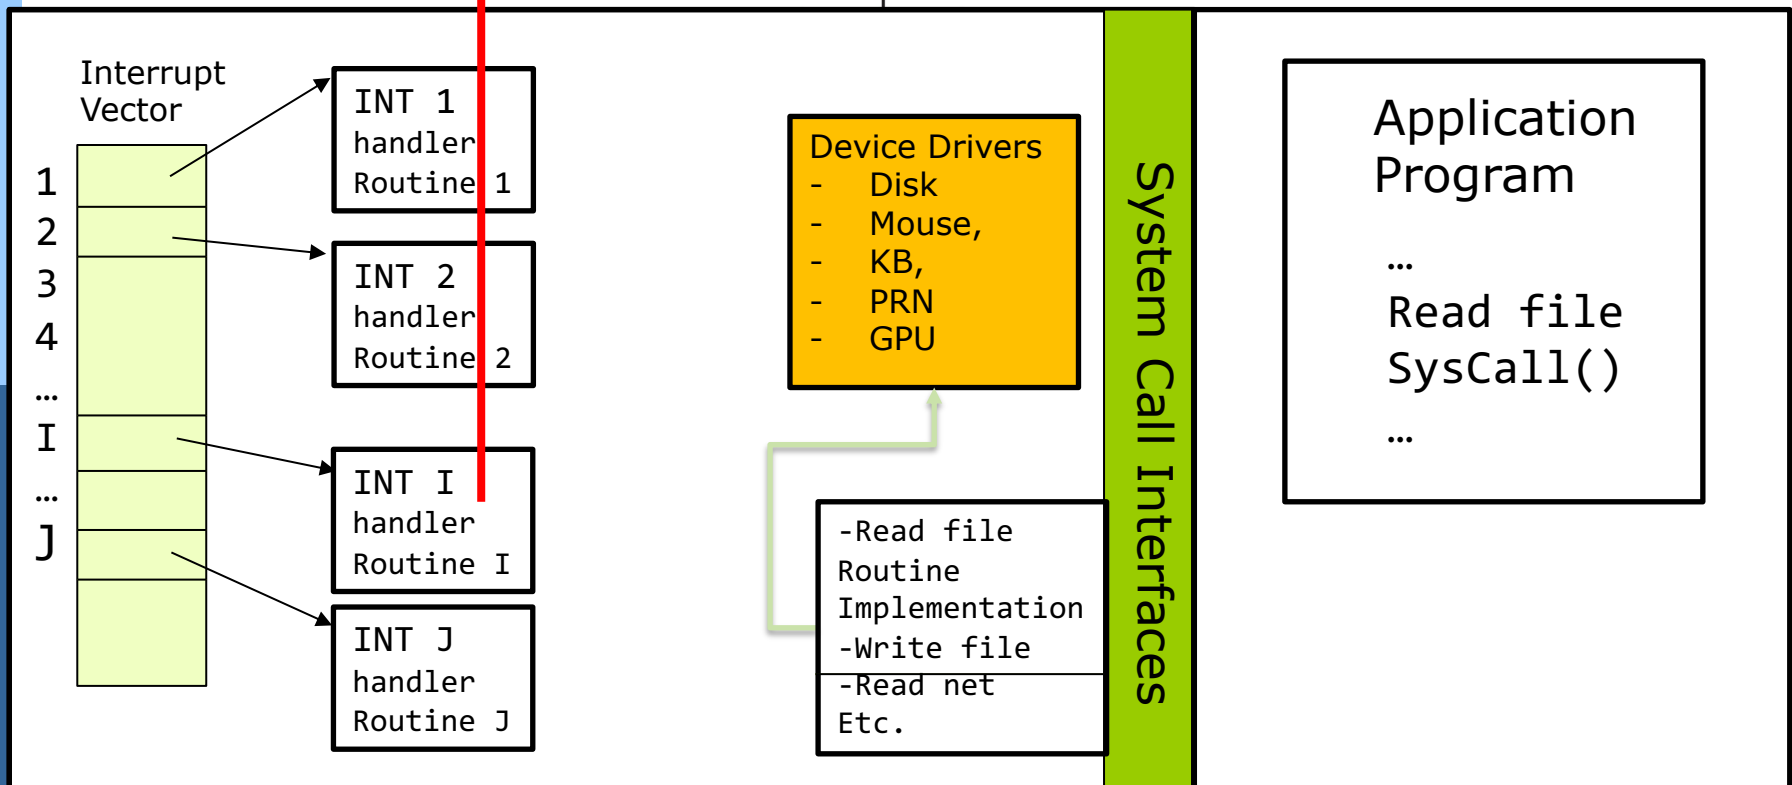 Interrupt
Vector
1
2
3
4
…
I
…
J
INT 1
handler
Routine 1
INT 2
handler
Routine 2
INT I
handler
Routine I
INT J
handler
Routine J
Device Drivers
- Disk
- Mouse,
- KB,
- PRN
- GPU
-Read file
Routine
Implementation
-Write file
-Read net
Etc.
System Call Interfaces
Application
Program
…
Read file
SysCall()
…